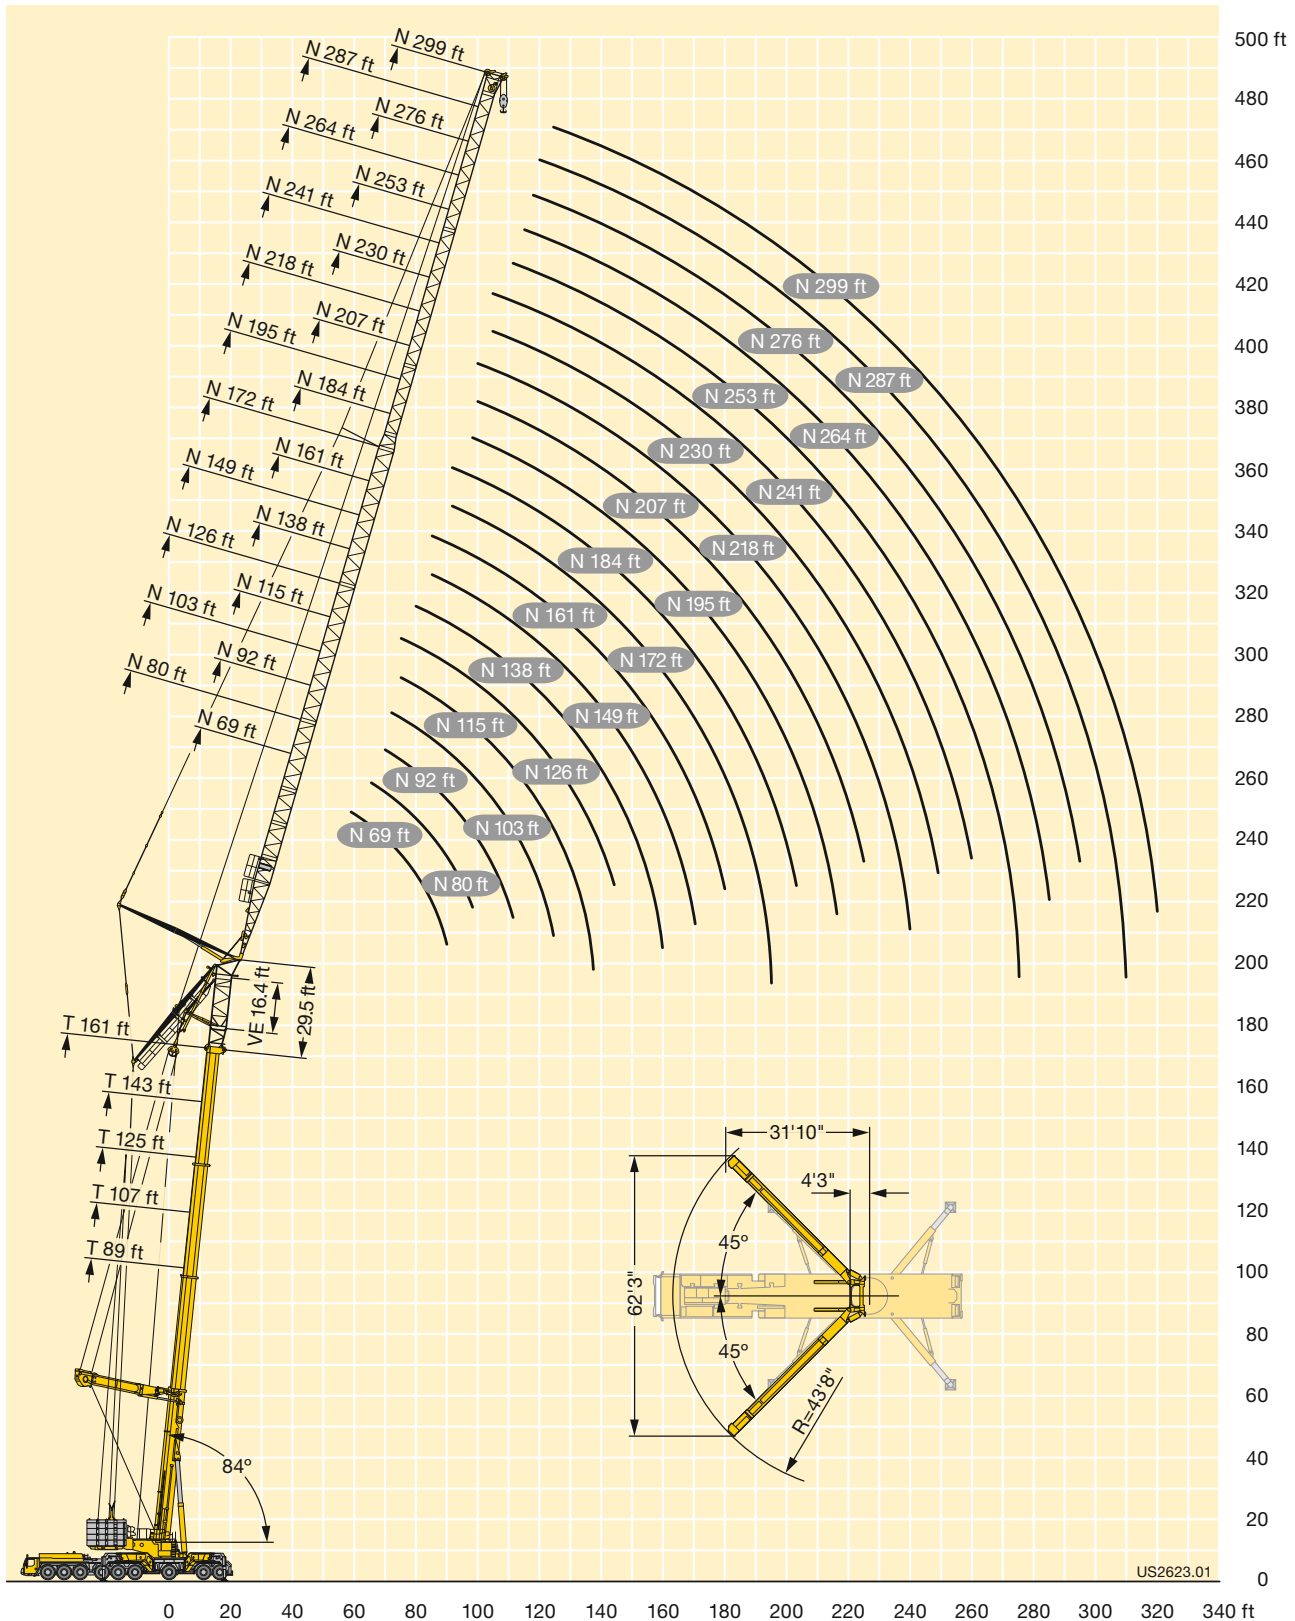 500 ft
480
460
440
420
400
380
360
340
320
300
280
260
240
220
200
180
160
140
120
100
80
60
40
20
0
N 299 ft
N 287 ft
N 276 ft
N 264 ft
N 253 ft
N 241 ft
N 230 ft
N 218 ft
N 207 ft
N 195 ft
N 184 ft
N 172 ft
N 161 ft
N 149 ft
N 138 ft
N 126 ft
N 115 ft
N 103 ft
N 92 ft
N 80 ft
N 69 ft
N 299 ft
N 276 ft
N 287 ft
N 253 ft
N 264 ft
N 230 ft
N 241 ft
N 207 ft
N 218 ft
N 184 ft
N 195 ft
N 161 ft
N 172 ft
N 138 ft
N 149 ft
N 115 ft
N 126 ft
N 92 ft
N 103 ft
N 69 ft
N 80 ft
VE 16.4 ft
29.5 ft
T 161 ft
T 143 ft
T 125 ft
T 107 ft
T 89 ft
84º
31'10"
4'3"
45º
62'3"
45º
R=43'8"
US2623.01
0 20 40 60 80 100 120 140 160 180 200 220 240 260 280 300 320 340 ft